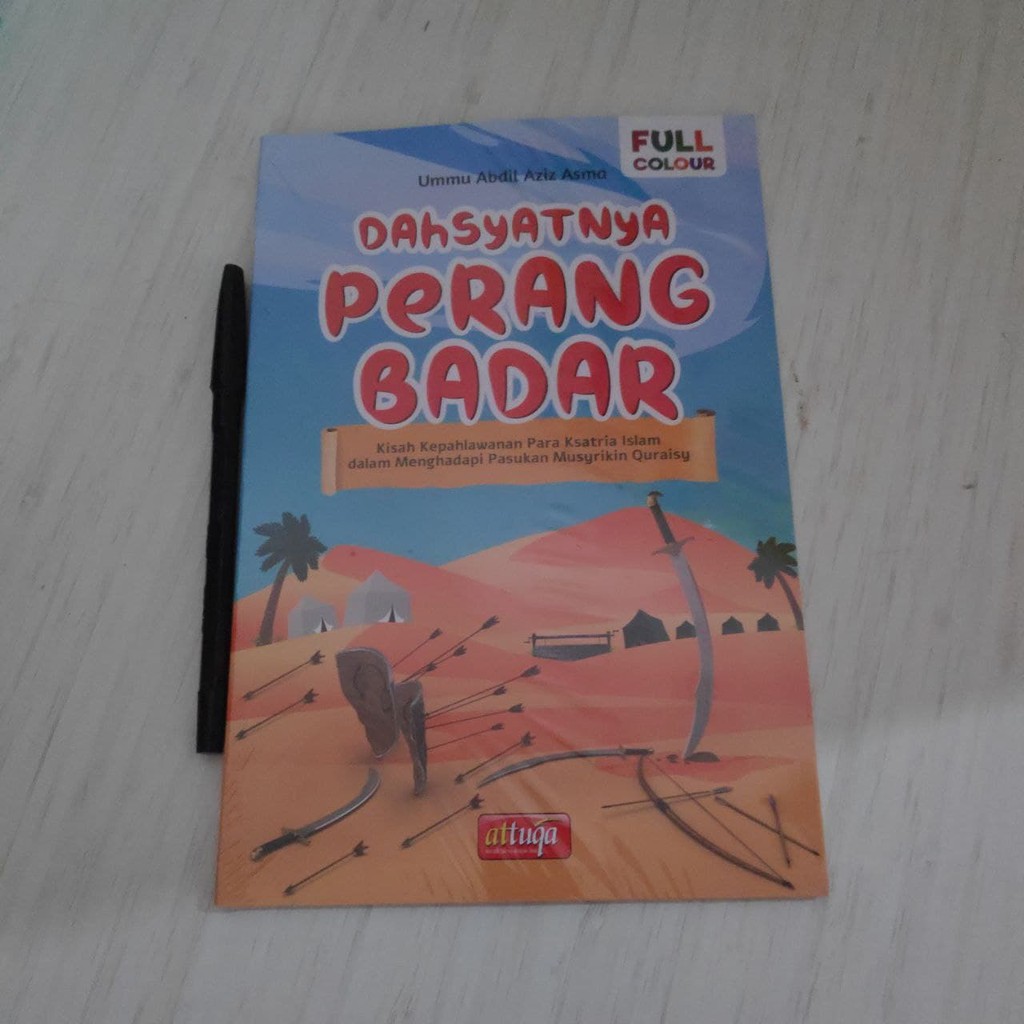 FULL
COLOUR
Ummu Abdil Aziz Asma
DAhSyATNyA
PeRANG
BADAR
Kisah Kepahlawanan Para Ksatria Islam
dalam Menghadapi Pasukan Musyrikin Quraisy
attuqa